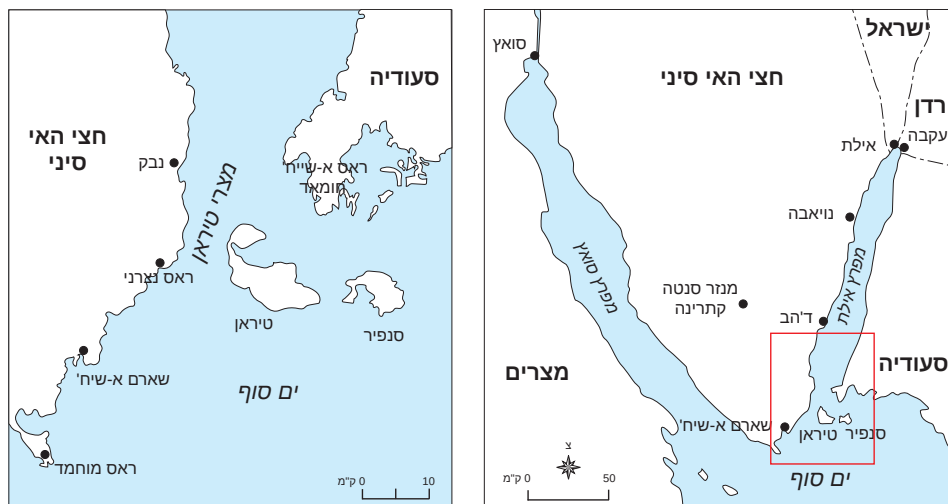 סעודיה
חצי האי
סיני
נבק
ראס א-שייח'
חומאד
מצרי טיראן
ראס נצרני
טיראן
סנפיר
שארם א-שיח'
ים סוף
ראס מוחמד
ק"מ 0 10
ישראל
סואץ
חצי האי סיני
רדן
עקבה
אילת
נויאבה
מפרץ סואץ
מפרץ אילת
מנזר סנטה
קתרינה
ד'הב
מצרים
סעודיה
שארם א-שיח'
טיראן
סנפיר
צ
ים סוף
ק"מ 0 50